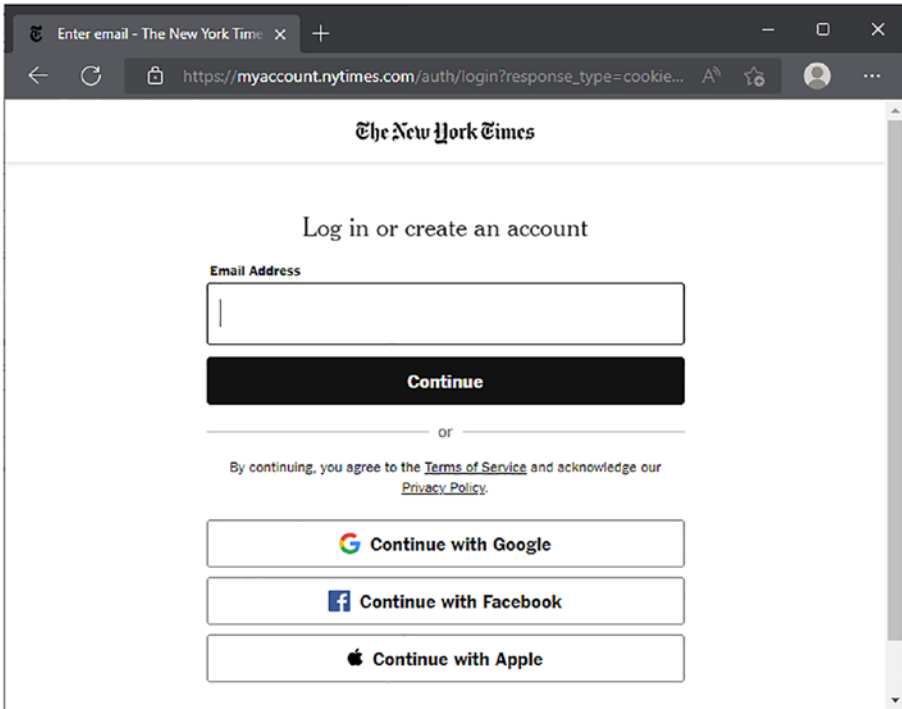 Enter email - The New York Time
https://myaccount.nytimes.com/auth/login?response_type=cookie...
The New York Times
Log in or create an account
Email Address
Continue
or
By continuing, you agree to the Terms of Service and acknowledge our
Privacy Policy.
Continue with Google
Continue with Facebook
Continue with Apple